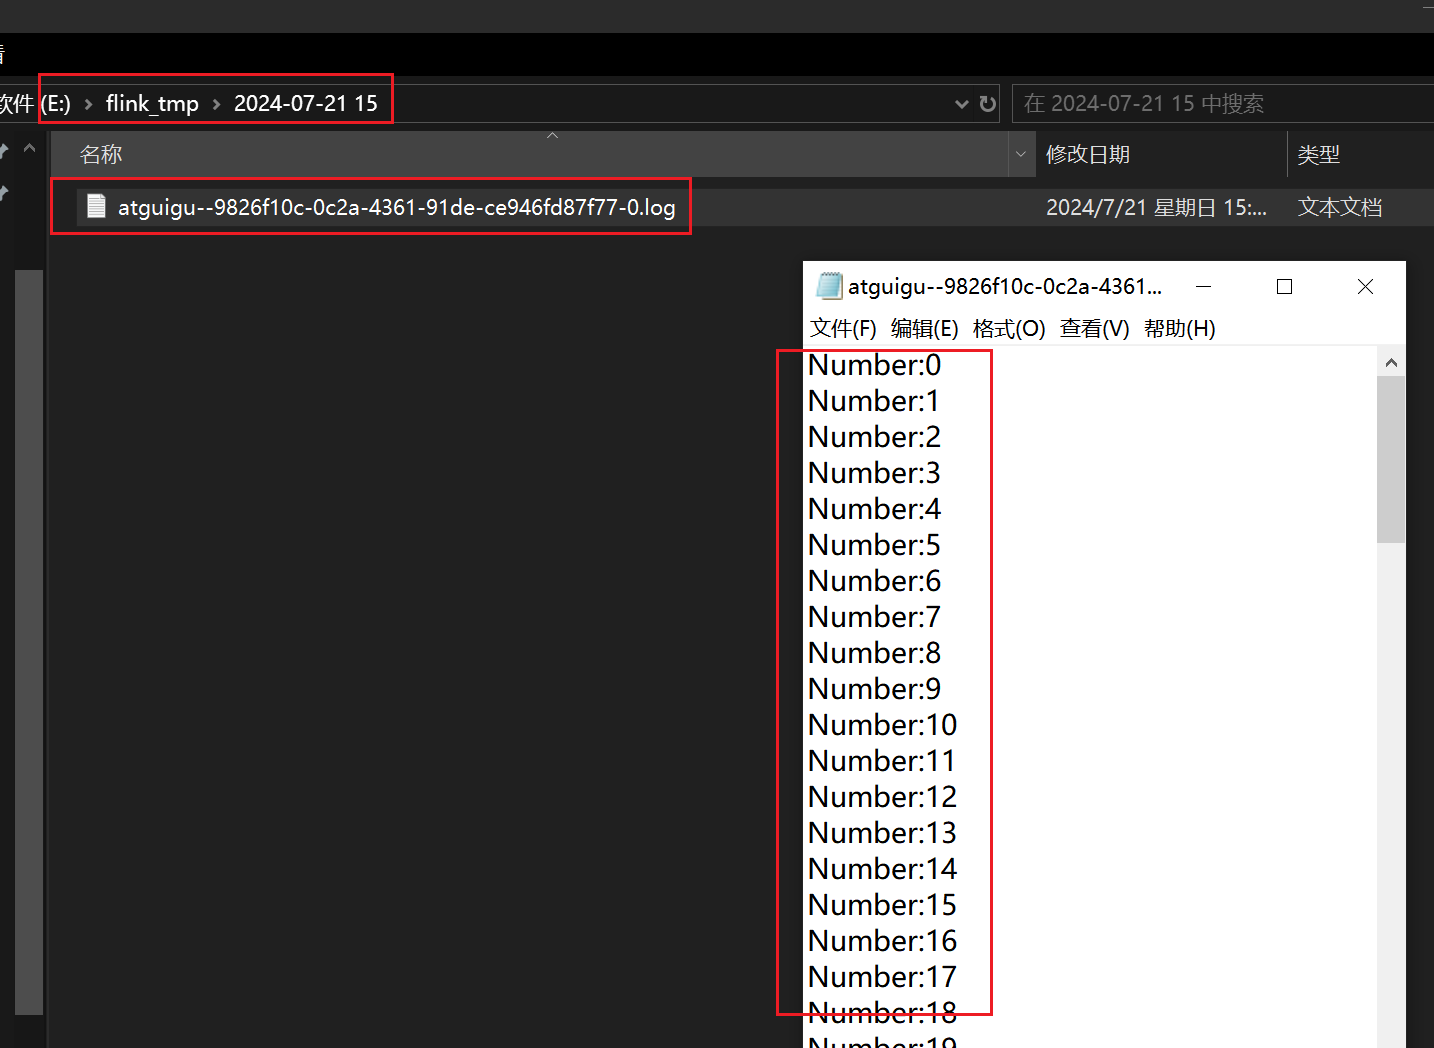 软件 (E:) › flink_tmp › 2024-07-21 15
在 2024-07-21 15 中搜索
名称 修改日期 类型
atguigu--9826f10c-0c2a-4361-91de-ce946fd87f77-0.log 2024/7/21 星期日 15:... 文本文档
atguigu--9826f10c-0c2a-4361...
文件(F) 编辑(E) 格式(O) 查看(V) 帮助(H)
Number:0
Number:1
Number:2
Number:3
Number:4
Number:5
Number:6
Number:7
Number:8
Number:9
Number:10
Number:11
Number:12
Number:13
Number:14
Number:15
Number:16
Number:17
Number:18
Number:19